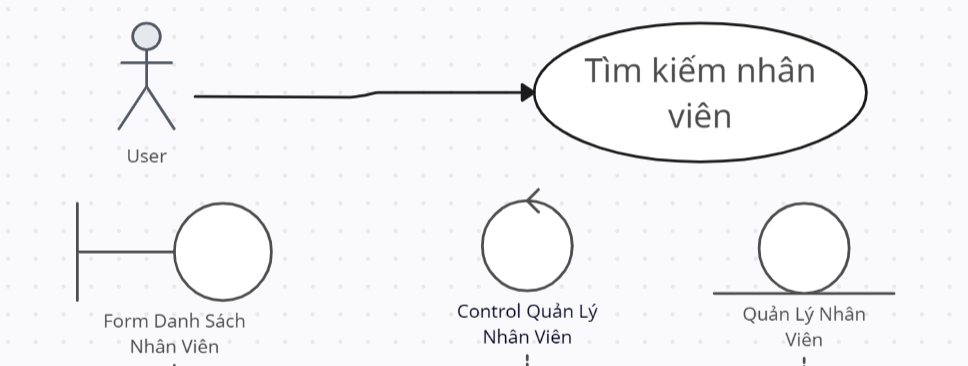 Tìm kiếm nhân
viên
User
Form Danh Sách
Nhân Viên
Control Quản Lý
Nhân Viên
Quản Lý Nhân
Viên